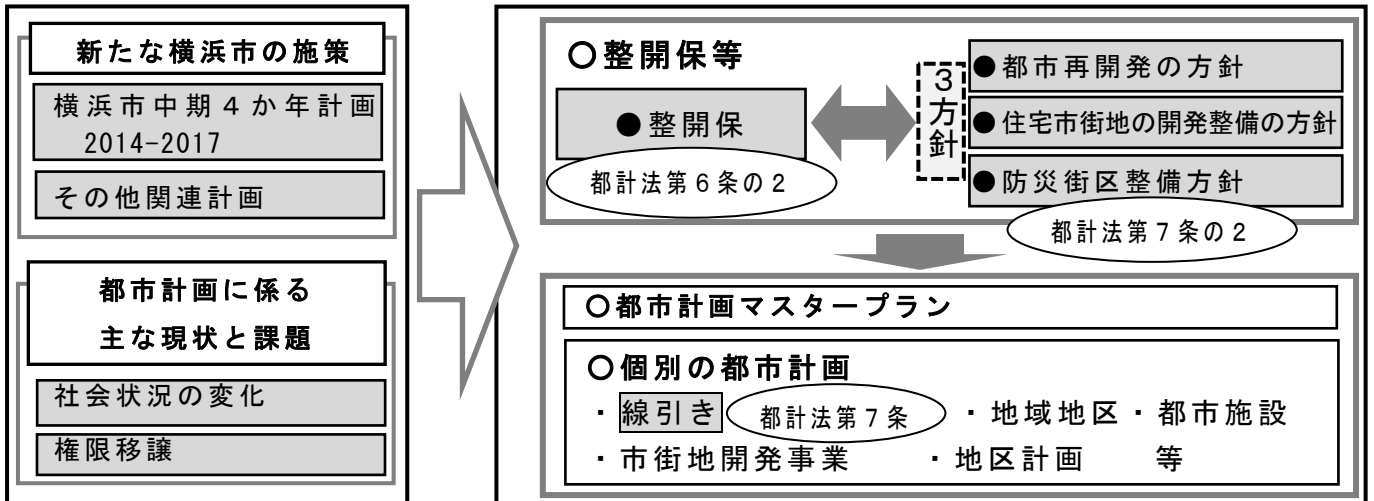 新たな横浜市の施策
横浜市中期４か年計画
2014-2017
その他関連計画
都市計画に係る
主な現状と課題
社会状況の変化
権限移譲
〇整開保等
●整開保
都計法第６条の２
３方針
●都市再開発の方針
●住宅市街地の開発整備の方針
●防災街区整備方針
都計法第７条の２
〇都市計画マスタープラン
〇個別の都市計画
・線引き 都計法第７条 ・地域地区・都市施設
・市街地開発事業 ・地区計画 等